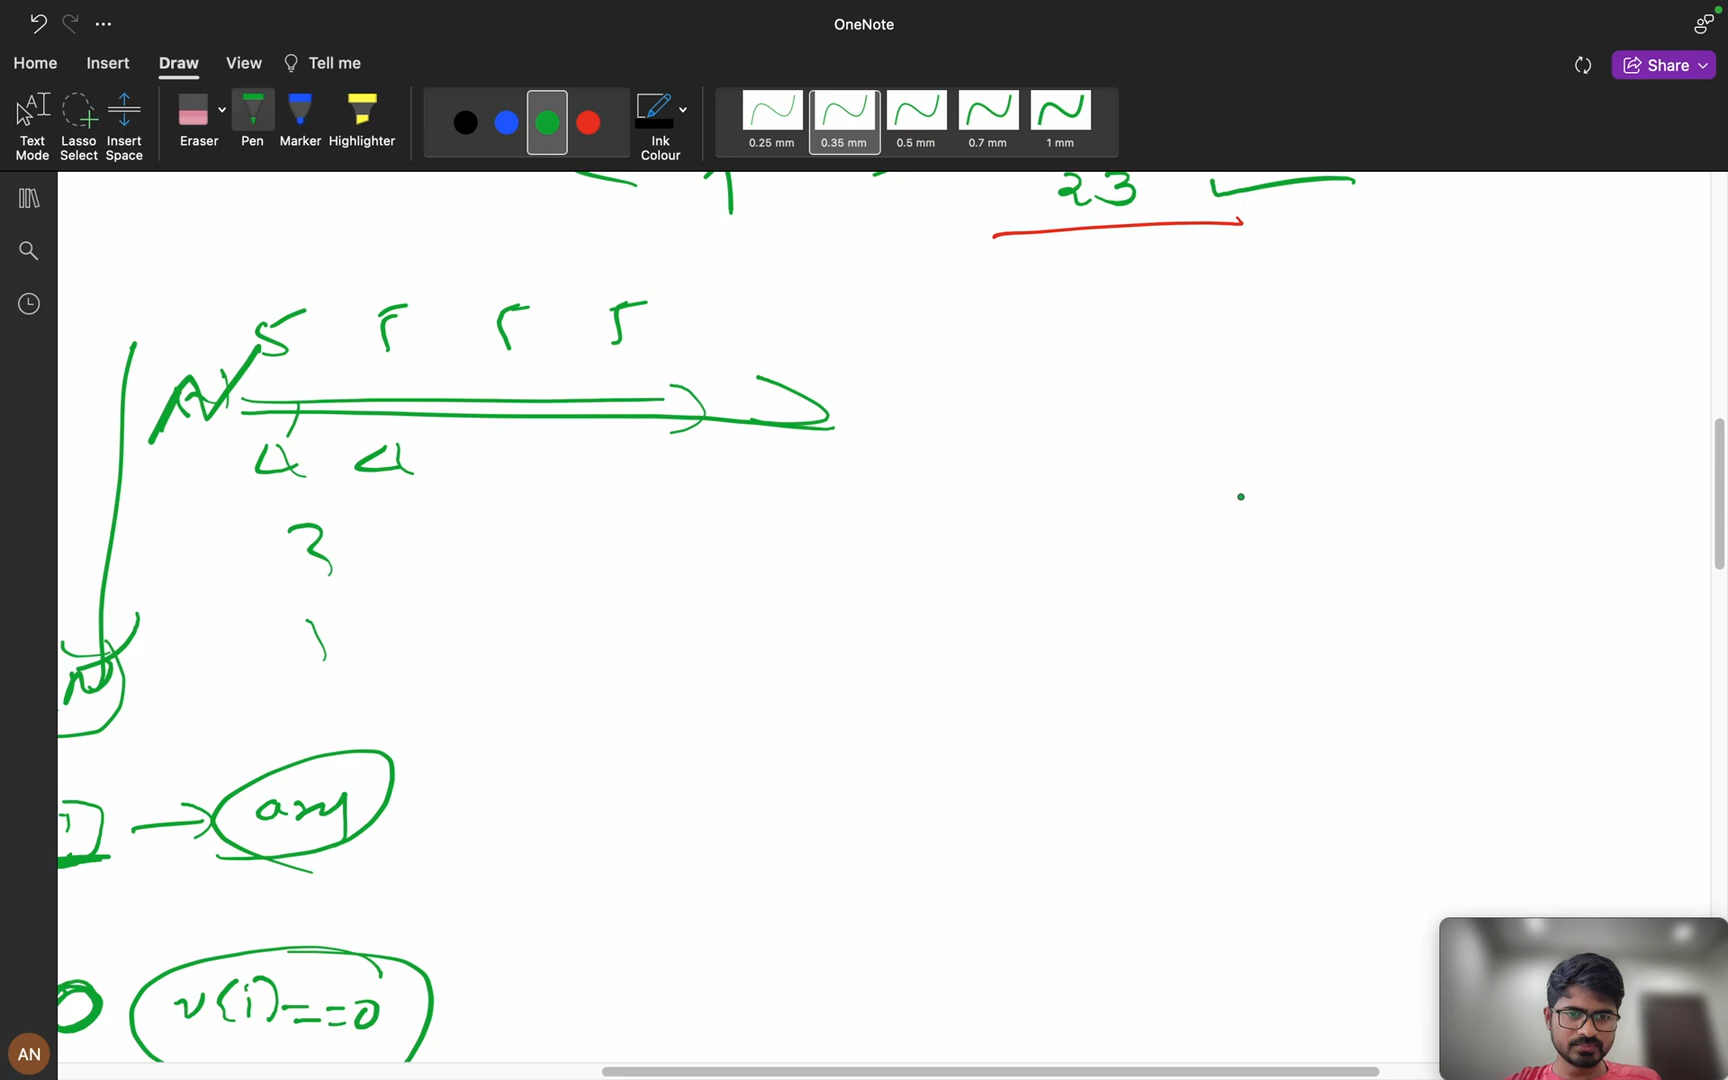 OneNote
Home Insert Draw View Tell me
Share
Text Mode
Lasso Select
Insert Space
Eraser
Pen
Marker
Highlighter
Ink Colour
0.25 mm
0.35 mm
0.5 mm
0.7 mm
1 mm
23
5 5 5 5
4 4
3
1
arry
v(i)==0
AN